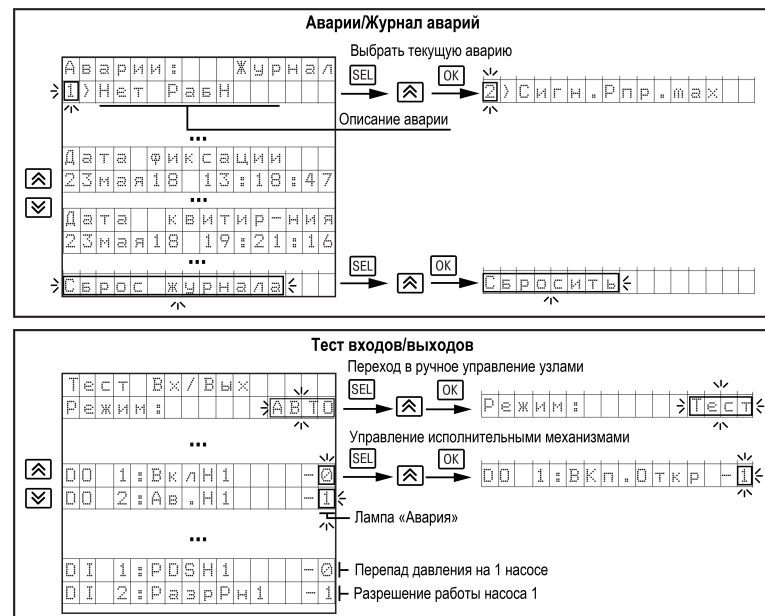 Аварии/Журнал аварий
Выбрать текущую аварию
Аварии: Журнал
SEL
OK
1>Нет РабН
2>Сигн.Рпр.max
Описание аварии
...
Дата фиксации
23мая18 13:18:47
...
Дата квитир-ния
23мая18 19:21:16
...
SEL
OK
Сброс журнала
Сбросить
Тест входов/выходов
Переход в ручное управление узлами
Тест Вх/Вых
SEL
OK
Режим: АВТО
Режим: Тест
...
Управление исполнительными механизмами
SEL
OK
DO 1:ВклН1 -0
DO 1:ВКп.Откр -1
DO 2:Ав.Н1 -1
Лампа «Авария»
...
DI 1:PDSH1 -0
Перепад давления на 1 насосе
DI 2:РазрРн1 -1
Разрешение работы насоса 1